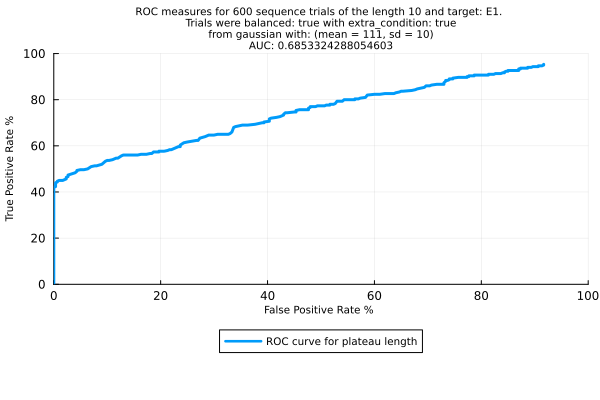 ROC measures for 600 sequence trials of the length 10 and target: E1.
Trials were balanced: true with extra_condition: true
from gaussian with: (mean = 111, sd = 10)
AUC: 0.6853324288054603
100
80
60
40
20
0
True Positive Rate %
0 20 40 60 80 100
False Positive Rate %
ROC curve for plateau length